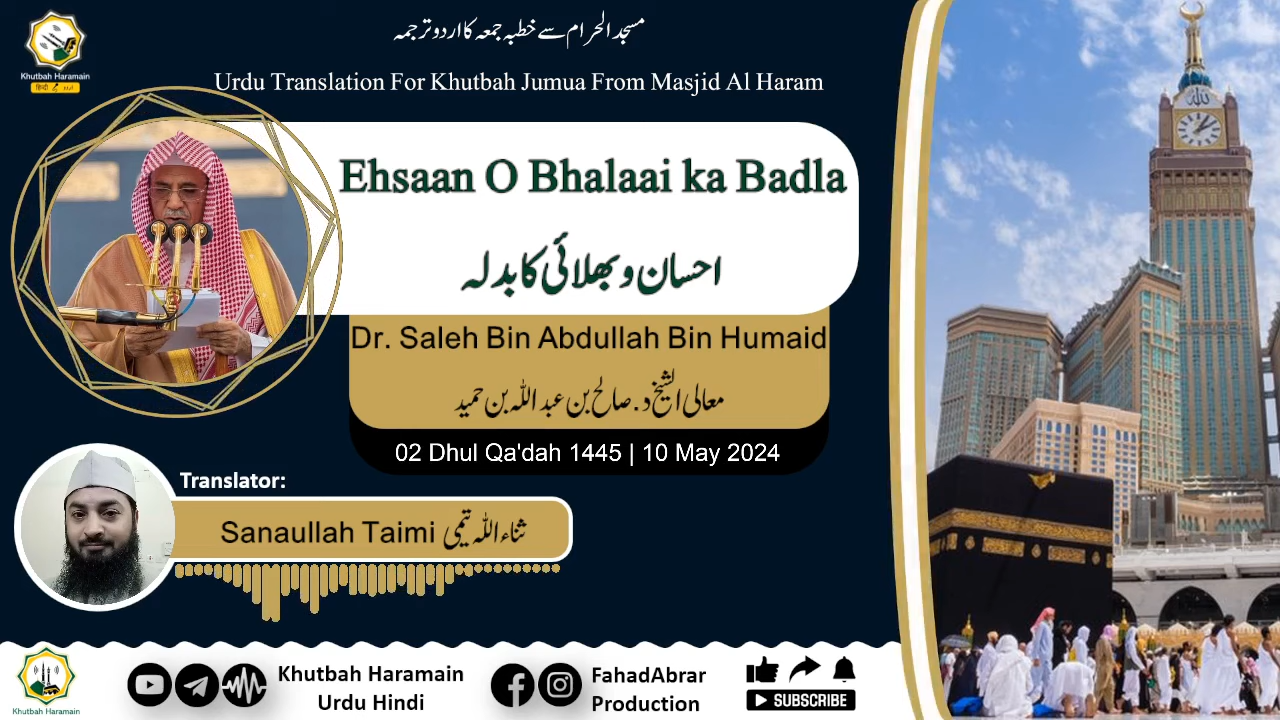 Khutbah Haramain
हिन्दी اردو
مسجد الحرام سے خطبہ جمعہ کا اردو ترجمہ
Urdu Translation For Khutbah Jumua From Masjid Al Haram
Ehsaan O Bhalaai ka Badla
احسان و بھلائی کا بدلہ
Dr. Saleh Bin Abdullah Bin Humaid
معالی الشیخ د. صالح بن عبد اللہ بن حمید
02 Dhul Qa'dah 1445 | 10 May 2024
Translator:
Sanaullah Taimi ثناء اللہ تیمی
Khutbah Haramain
Khutbah Haramain
Urdu Hindi
FahadAbrar
Production
SUBSCRIBE
الله